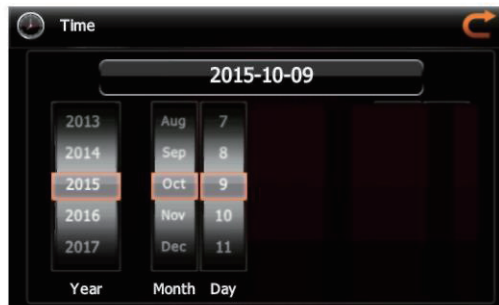 Time
2015-10-09
2013 Aug 7
2014 Sep 8
2015 Oct 9
2016 Nov 10
2017 Dec 11
Year Month Day